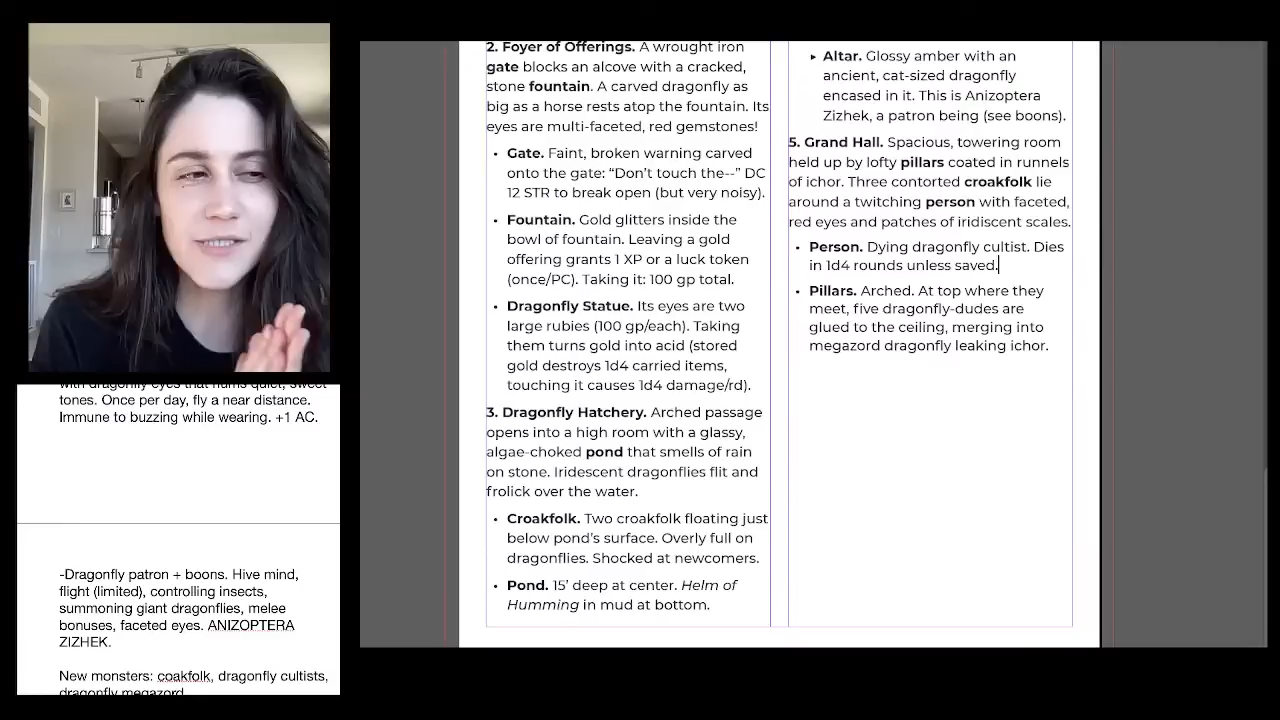 with dragonfly eyes that hums quiet, sweet
tones. Once per day, fly a near distance.
Immune to buzzing while wearing. +1 AC.
-Dragonfly patron + boons. Hive mind,
flight (limited), controlling insects,
summoning giant dragonflies, melee
bonuses, faceted eyes. ANIZOPTERA
ZIZHEK.
New monsters: coakfolk, dragonfly cultists,
dragonfly megazord
2. Foyer of Offerings. A wrought iron
gate blocks an alcove with a cracked,
stone fountain. A carved dragonfly as
big as a horse rests atop the fountain. Its
eyes are multi-faceted, red gemstones!
• Gate. Faint, broken warning carved
onto the gate: “Don’t touch the--” DC
12 STR to break open (but very noisy).
• Fountain. Gold glitters inside the
bowl of fountain. Leaving a gold
offering grants 1 XP or a luck token
(once/PC). Taking it: 100 gp total.
• Dragonfly Statue. Its eyes are two
large rubies (100 gp/each). Taking
them turns gold into acid (stored
gold destroys 1d4 carried items,
touching it causes 1d4 damage/rd).
3. Dragonfly Hatchery. Arched passage
opens into a high room with a glassy,
algae-choked pond that smells of rain
on stone. Iridescent dragonflies flit and
frolick over the water.
• Croakfolk. Two croakfolk floating just
below pond’s surface. Overly full on
dragonflies. Shocked at newcomers.
• Pond. 15’ deep at center. Helm of
Humming in mud at bottom.
▸ Altar. Glossy amber with an
ancient, cat-sized dragonfly
encased in it. This is Anizoptera
Zizhek, a patron being (see boons).
5. Grand Hall. Spacious, towering room
held up by lofty pillars coated in runnels
of ichor. Three contorted croakfolk lie
around a twitching person with faceted,
red eyes and patches of iridiscent scales.
• Person. Dying dragonfly cultist. Dies
in 1d4 rounds unless saved.
• Pillars. Arched. At top where they
meet, five dragonfly-dudes are
glued to the ceiling, merging into
megazord dragonfly leaking ichor.